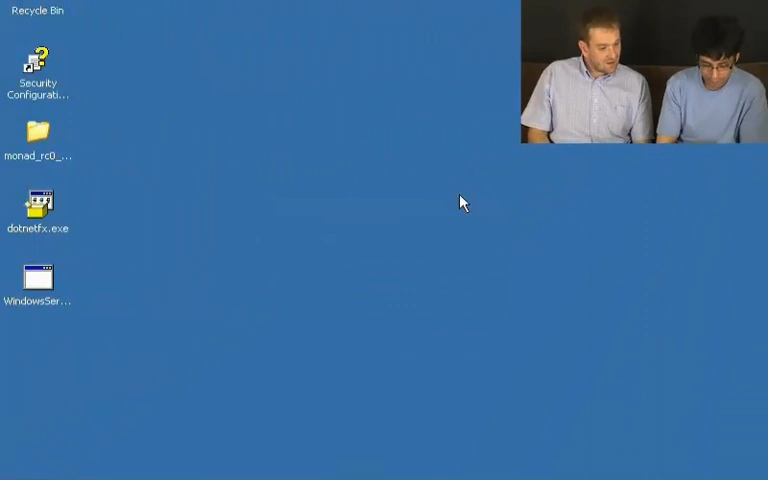 Recycle Bin
Security
Configurati...
monad_rc0_...
dotnetfx.exe
WindowsSer...